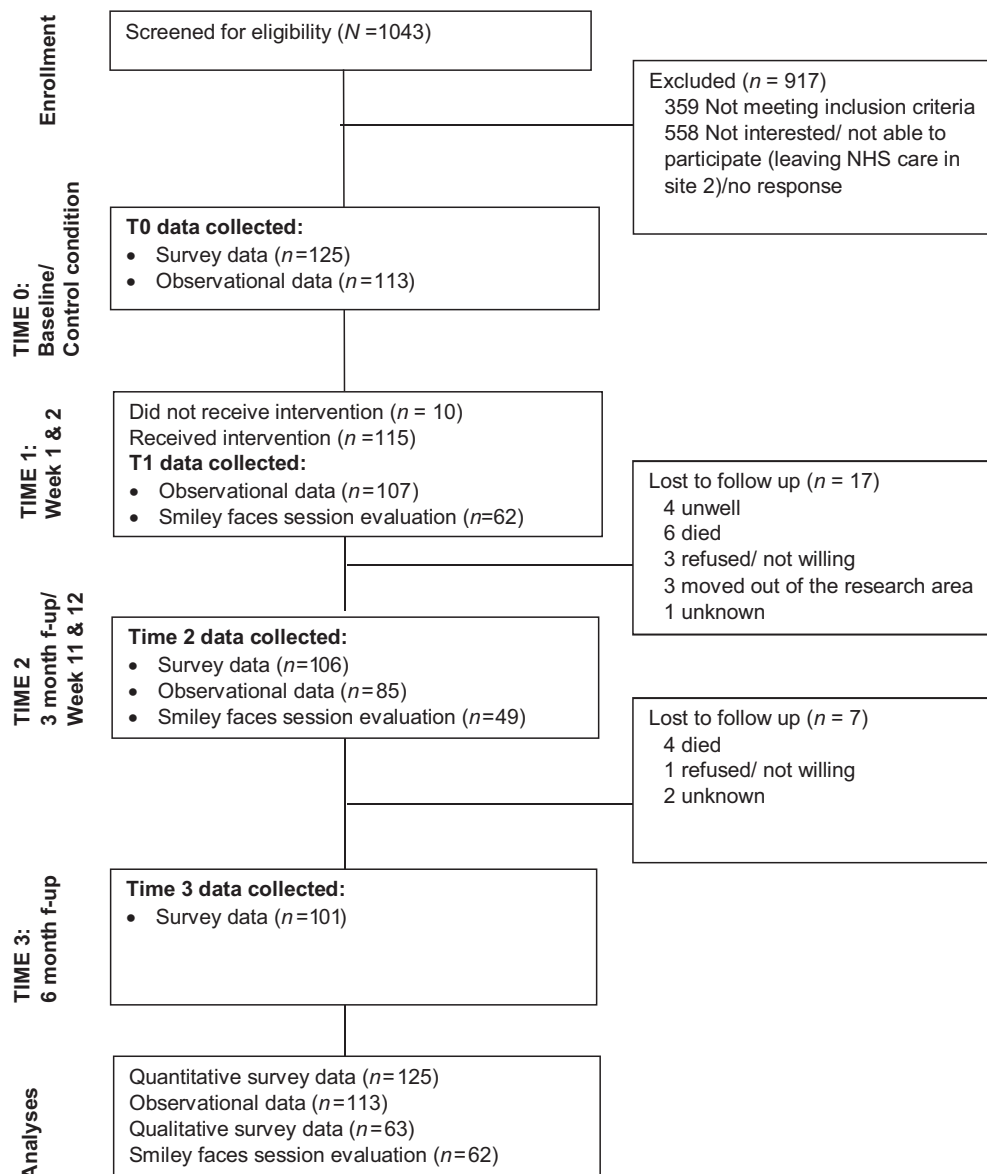 Enrollment
Screened for eligibility (N =1043)
Excluded (n = 917)
359 Not meeting inclusion criteria
558 Not interested/ not able to
participate (leaving NHS care in
site 2)/no response
TIME 0:
Baseline/
Control condition
T0 data collected:
• Survey data (n=125)
• Observational data (n=113)
TIME 1:
Week 1 & 2
Did not receive intervention (n = 10)
Received intervention (n =115)
T1 data collected:
• Observational data (n=107)
• Smiley faces session evaluation (n=62)
Lost to follow up (n = 17)
4 unwell
6 died
3 refused/ not willing
3 moved out of the research area
1 unknown
TIME 2
3 month f-up/
Week 11 & 12
Time 2 data collected:
• Survey data (n=106)
• Observational data (n=85)
• Smiley faces session evaluation (n=49)
Lost to follow up (n = 7)
4 died
1 refused/ not willing
2 unknown
TIME 3:
6 month f-up
Time 3 data collected:
• Survey data (n=101)
Analyses
Quantitative survey data (n=125)
Observational data (n=113)
Qualitative survey data (n=63)
Smiley faces session evaluation (n=62)